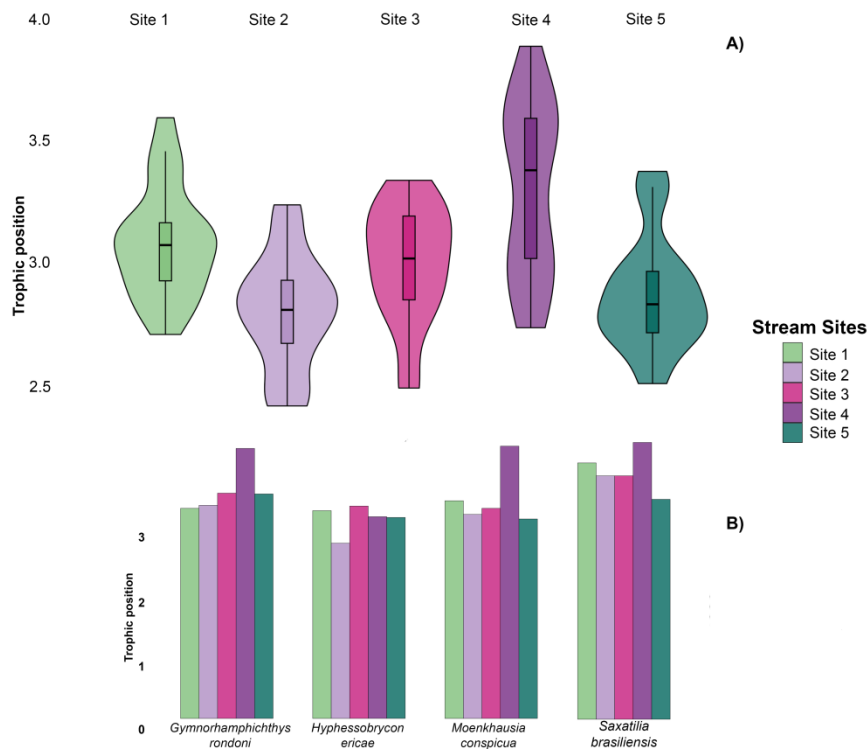 4.0 Site 1 Site 2 Site 3 Site 4 Site 5
A)
3.5
3.0
2.5
Trophic position
Stream Sites
Site 1
Site 2
Site 3
Site 4
Site 5
B)
3
2
1
0
Trophic position
Gymnorhamphichthys Hyphessobrycon Moenkhausia Saxatilia
rondoni ericae conspicua brasiliensis